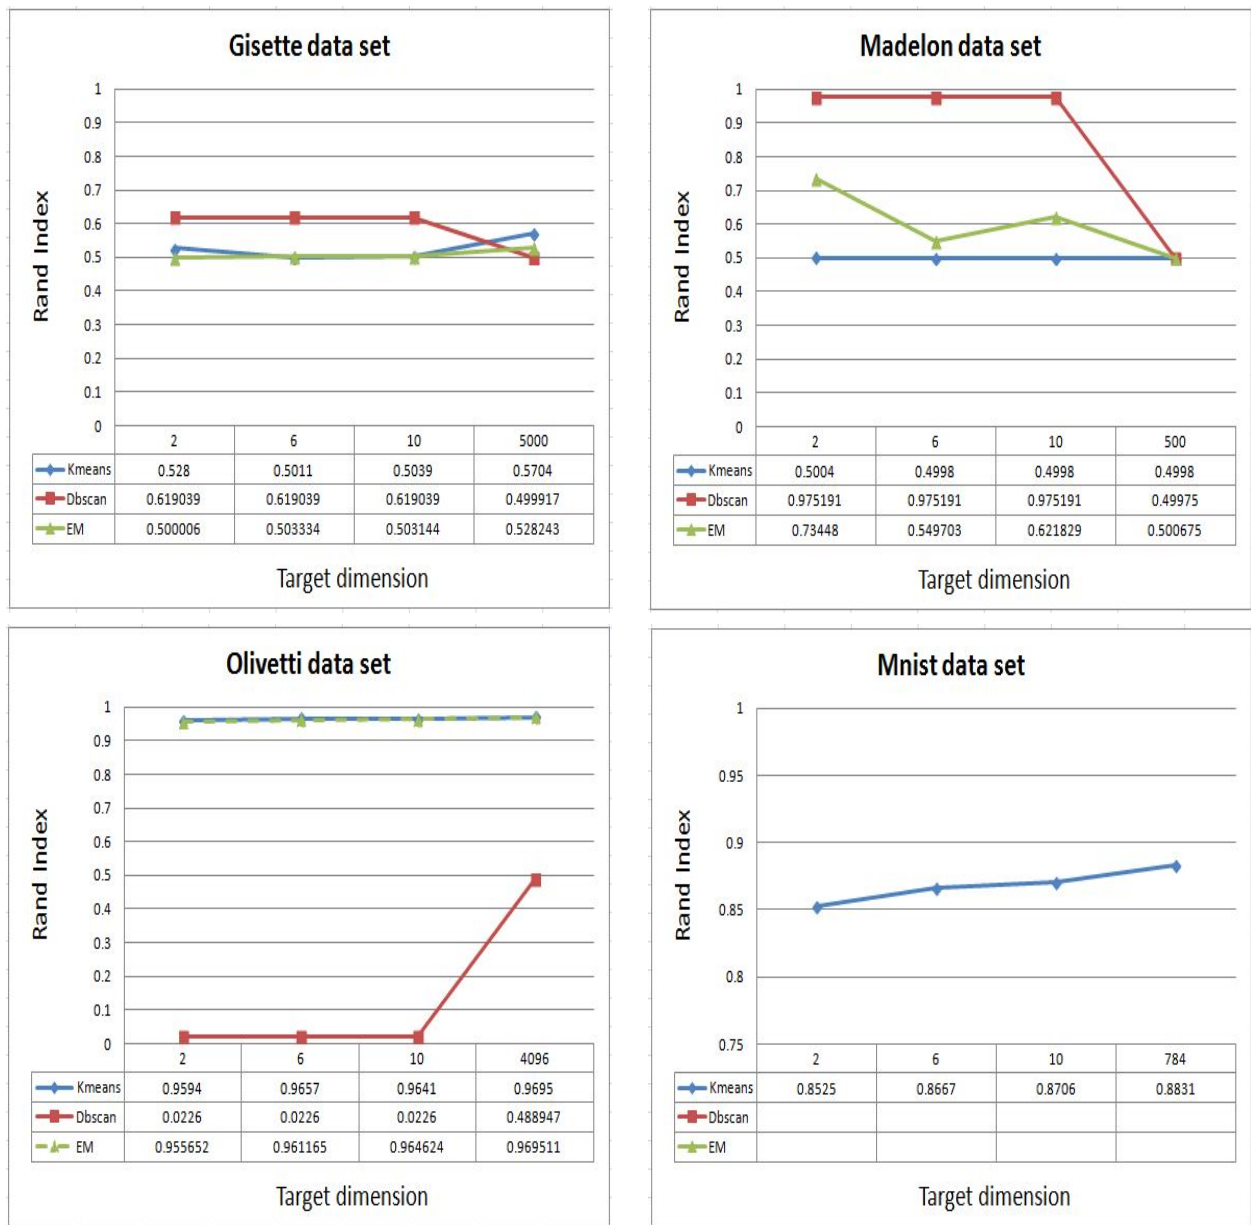 Gisette data set
Rand Index
1
0.9
0.8
0.7
0.6
0.5
0.4
0.3
0.2
0.1
0
2 6 10 5000
Kmeans 0.528 0.5011 0.5039 0.5704
Dbscan 0.619039 0.619039 0.619039 0.499917
EM 0.500006 0.503334 0.503144 0.528243
Target dimension
Madelon data set
Rand Index
1
0.9
0.8
0.7
0.6
0.5
0.4
0.3
0.2
0.1
0
2 6 10 500
Kmeans 0.5004 0.4998 0.4998 0.4998
Dbscan 0.975191 0.975191 0.975191 0.49975
EM 0.73448 0.549703 0.621829 0.500675
Target dimension
Olivetti data set
Rand Index
1
0.9
0.8
0.7
0.6
0.5
0.4
0.3
0.2
0.1
0
2 6 10 4096
Kmeans 0.9594 0.9657 0.9641 0.9695
Dbscan 0.0226 0.0226 0.0226 0.488947
EM 0.955652 0.961165 0.964624 0.969511
Target dimension
Mnist data set
Rand Index
1
0.95
0.9
0.85
0.8
0.75
2 6 10 784
Kmeans 0.8525 0.8667 0.8706 0.8831
Dbscan
EM
Target dimension